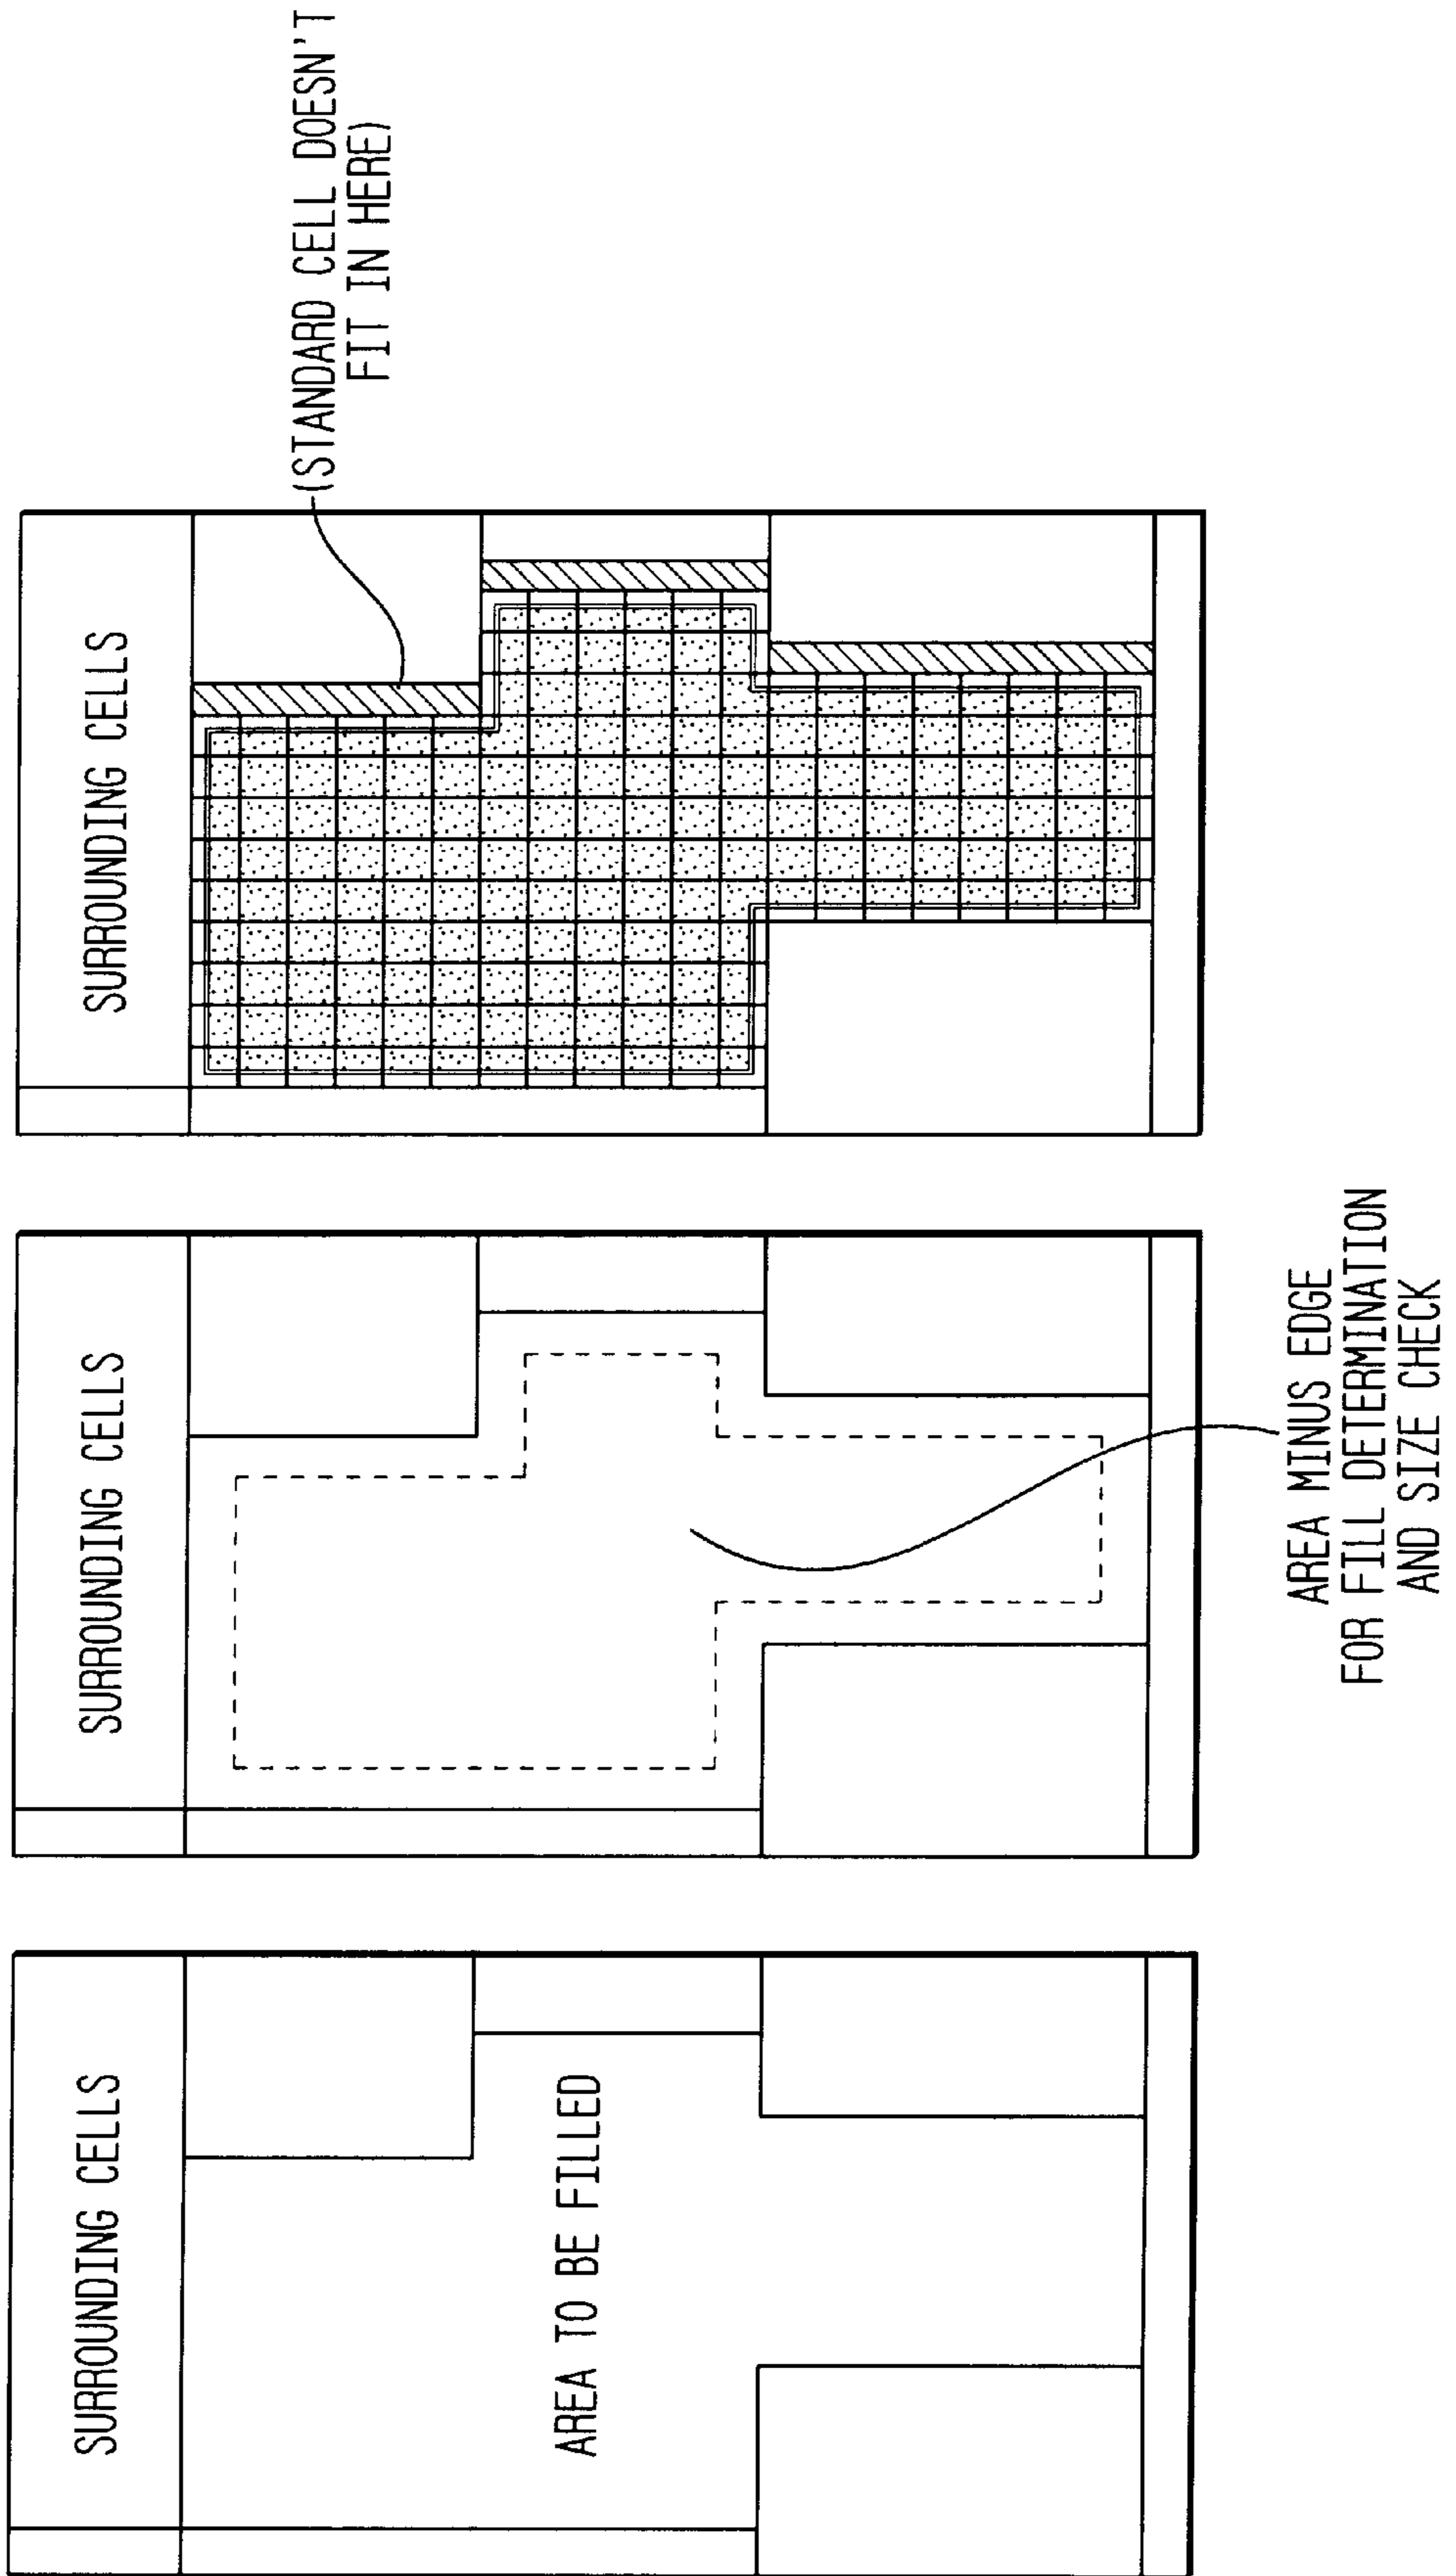 SURROUNDING CELLS
AREA TO BE FILLED
SURROUNDING CELLS
AREA MINUS EDGE
FOR FILL DETERMINATION
AND SIZE CHECK
SURROUNDING CELLS
(STANDARD CELL DOESN'T
FIT IN HERE)